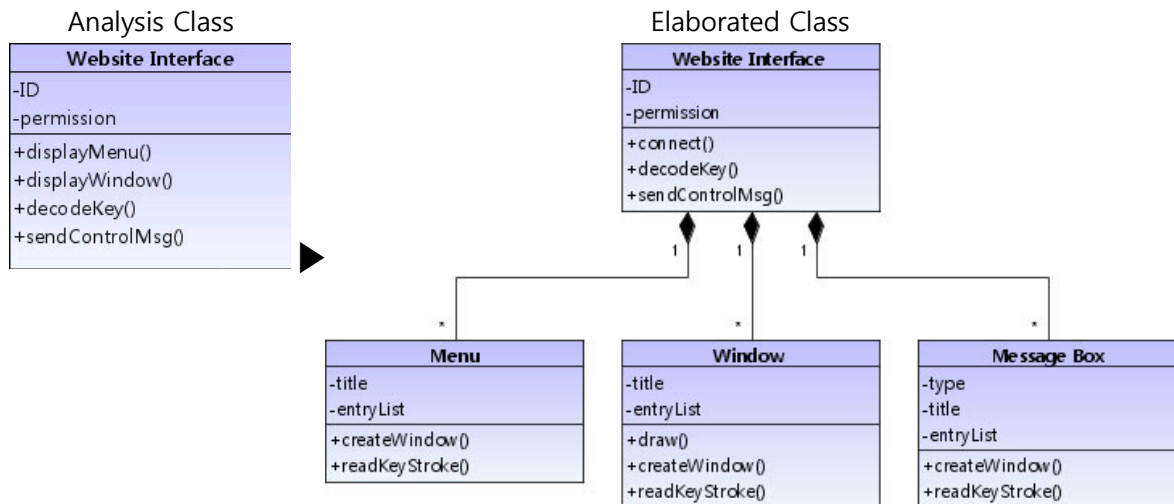 Analysis Class
Website Interface
-ID
-permission
+displayMenu()
+displayWindow()
+decodeKey()
+sendControlMsg()
Elaborated Class
Website Interface
-ID
-permission
+connect()
+decodeKey()
+sendControlMsg()
1
1
1
*
*
*
Menu
-title
-entryList
+createWindow()
+readKeyStroke()
Window
-title
-entryList
+draw()
+createWindow()
+readKeyStroke()
Message Box
-type
-title
-entryList
+createWindow()
+readKeyStroke()